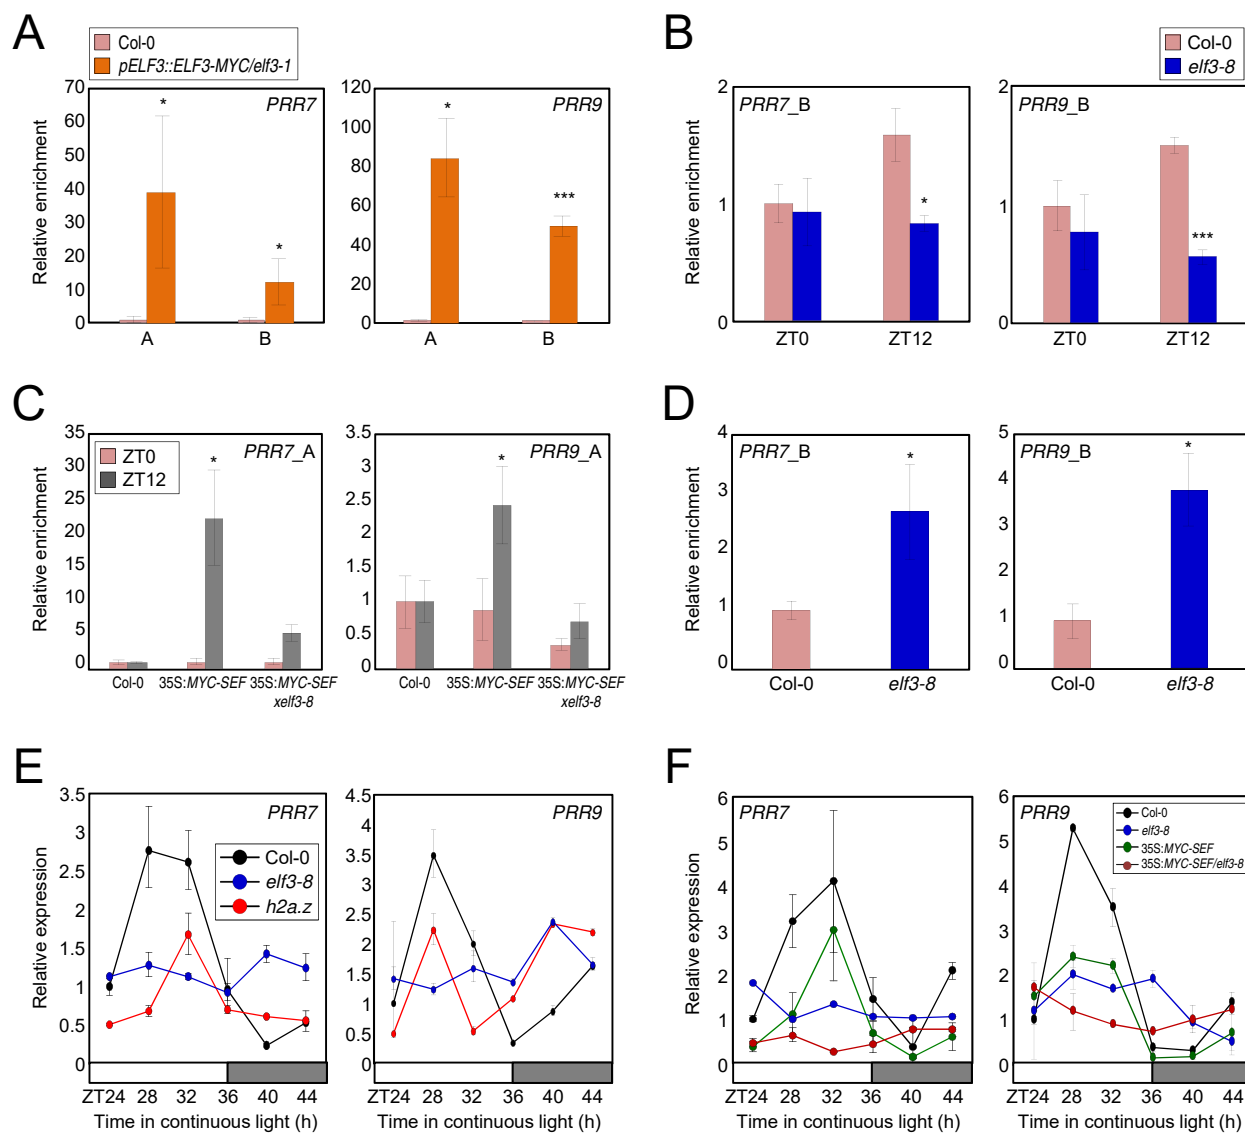 A
Col-0
pELF3::ELF3-MYC/elf3-1
Relative enrichment
70
60
50
40
30
20
10
0
PRR7
*
*
A
B
120
100
80
60
40
20
0
PRR9
*
***
A
B
B
Col-0
elf3-8
Relative enrichment
2
1
0
PRR7_B
*
ZT0
ZT12
2
1
0
PRR9_B
***
ZT0
ZT12
C
Relative enrichment
35
30
25
20
15
10
5
0
ZT0
ZT12
PRR7_A
*
Col-0
35S:MYC-SEF
35S:MYC-SEF
xelf3-8
3.5
3
2.5
2
1.5
1
0.5
0
PRR9_A
*
Col-0
35S:MYC-SEF
35S:MYC-SEF
xelf3-8
D
Relative enrichment
4
3
2
1
0
PRR7_B
*
Col-0
elf3-8
5
4
3
2
1
0
PRR9_B
*
Col-0
elf3-8
E
Relative expression
3.5
3
2.5
2
1.5
1
0.5
0
PRR7
Col-0
elf3-8
h2a.z
ZT24 28 32 36 40 44
Time in continuous light (h)
4.5
4
3.5
3
2.5
2
1.5
1
0.5
0
PRR9
ZT24 28 32 36 40 44
Time in continuous light (h)
F
Relative expression
6
5
4
3
2
1
0
PRR7
ZT24 28 32 36 40 44
Time in continuous light (h)
6
5
4
3
2
1
0
PRR9
Col-0
elf3-8
35S:MYC-SEF
35S:MYC-SEF/elf3-8
ZT24 28 32 36 40 44
Time in continuous light (h)